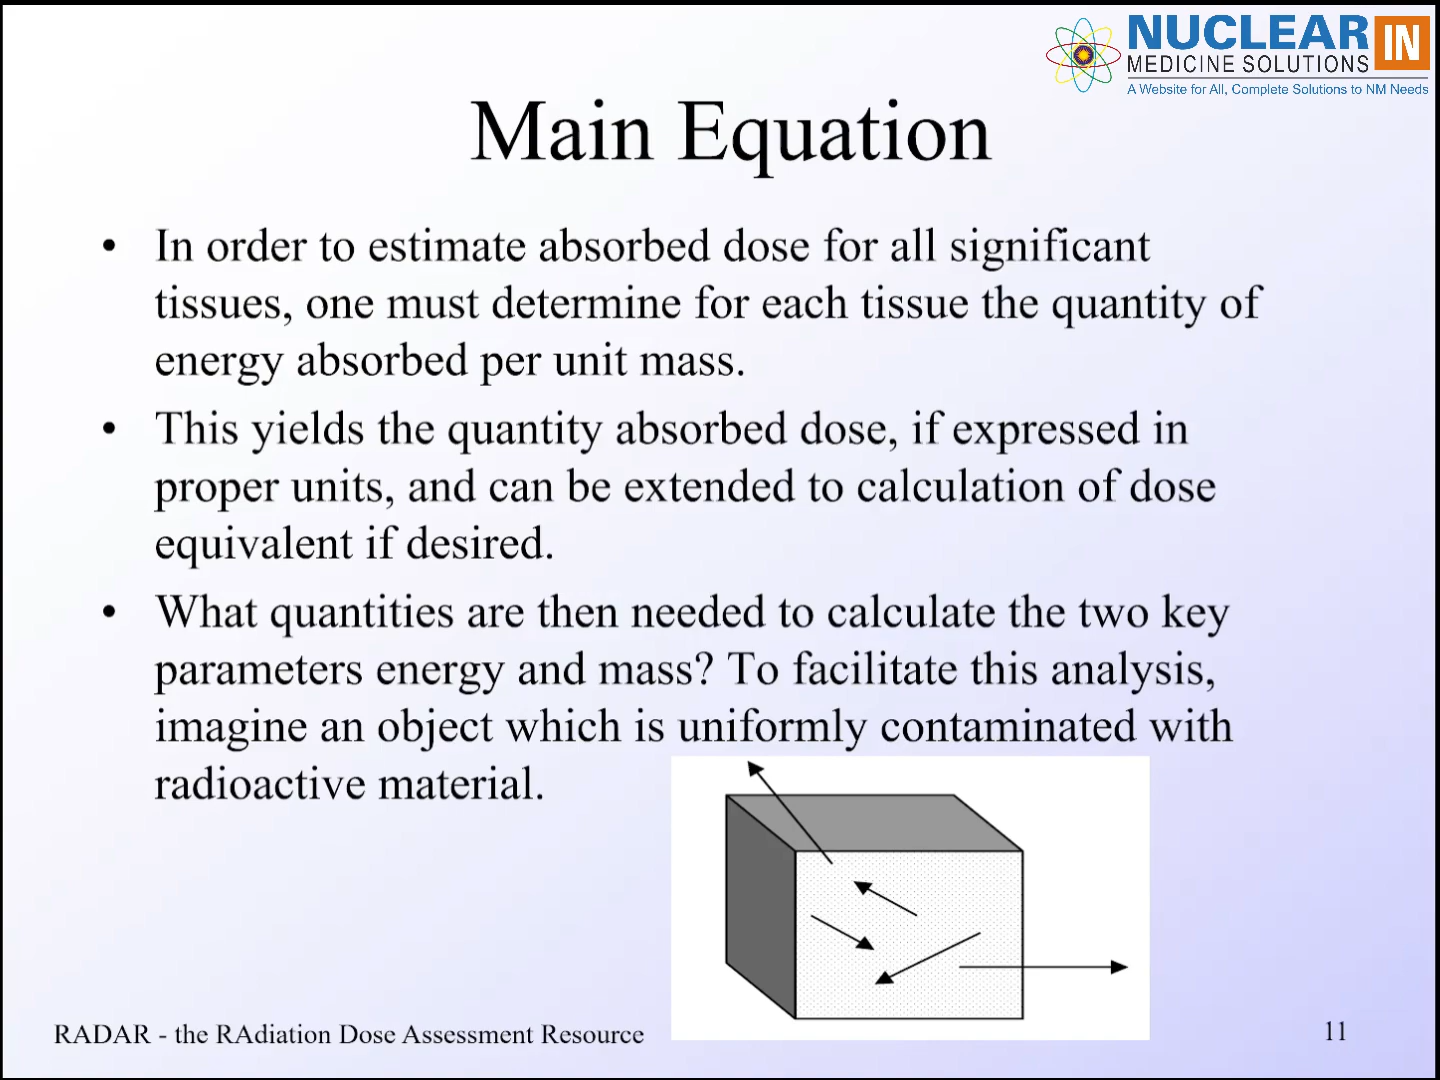 NUCLEAR IN
MEDICINE SOLUTIONS
A Website for All, Complete Solutions to NM Needs
Main Equation
• In order to estimate absorbed dose for all significant
tissues, one must determine for each tissue the quantity of
energy absorbed per unit mass.
• This yields the quantity absorbed dose, if expressed in
proper units, and can be extended to calculation of dose
equivalent if desired.
• What quantities are then needed to calculate the two key
parameters energy and mass? To facilitate this analysis,
imagine an object which is uniformly contaminated with
radioactive material.
RADAR - the RAdiation Dose Assessment Resource
11